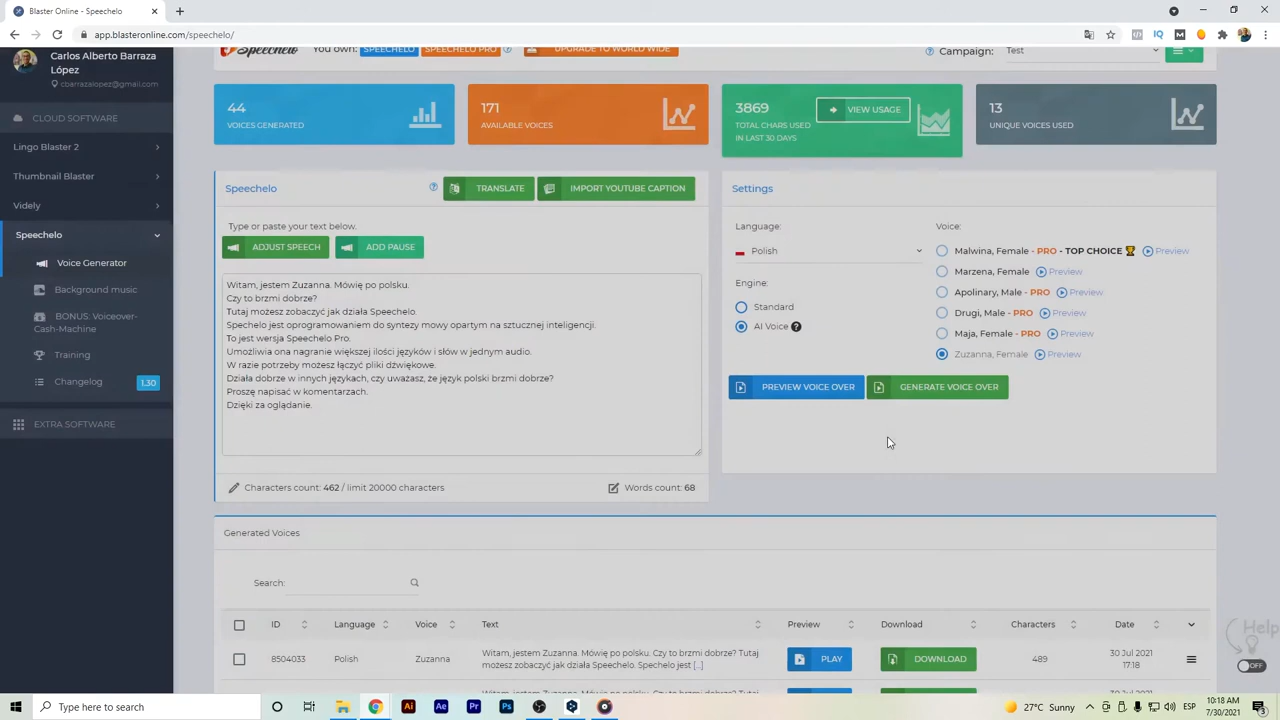 Blaster Online - Speechelo
app.blasteronline.com/speechelo/
Carlos Alberto Barraza
López
cbarrazalopez@gmail.com
CLOUD SOFTWARE
Lingo Blaster 2
Thumbnail Blaster
Videly
Speechelo
Voice Generator
Background music
BONUS: Voiceover-
Cash-Machine
Training
Changelog
1.30
EXTRA SOFTWARE
Speechelo
You own:
SPEECHELO
SPEECHELO PRO
UPGRADE TO WORLD WIDE
Campaign:
Test
44
VOICES GENERATED
171
AVAILABLE VOICES
3869
TOTAL CHARS USED
IN LAST 30 DAYS
VIEW USAGE
13
UNIQUE VOICES USED
Speechelo
TRANSLATE
IMPORT YOUTUBE CAPTION
Type or paste your text below.
ADJUST SPEECH
ADD PAUSE
Witam, jestem Zuzanna. Mówię po polsku.
Czy to brzmi dobrze?
Tutaj możesz zobaczyć jak działa Speechelo.
Spechelo jest oprogramowaniem do syntezy mowy opartym na sztucznej inteligencji.
To jest wersja Speechelo Pro.
Umożliwia ona nagranie większej ilości języków i słów w jednym audio.
W razie potrzeby możesz łączyć pliki dźwiękowe.
Działa dobrze w innych językach, czy uważasz, że język polski brzmi dobrze?
Proszę napisać w komentarzach.
Dzięki za oglądanie.
Characters count: 462 / limit 20000 characters
Words count: 68
Settings
Language:
Polish
Engine:
Standard
AI Voice
Voice:
Malwina, Female - PRO - TOP CHOICE
Preview
Marzena, Female
Preview
Apolinary, Male - PRO
Preview
Drugi, Male - PRO
Preview
Maja, Female - PRO
Preview
Zuzanna, Female
Preview
PREVIEW VOICE OVER
GENERATE VOICE OVER
Generated Voices
Search:
ID
Language
Voice
Text
Preview
Download
Characters
Date
8504033
Polish
Zuzanna
Witam, jestem Zuzanna. Mówię po polsku. Czy to brzmi dobrze? Tutaj
możesz zobaczyć jak działa Speechelo. Spechelo jest [...]
PLAY
DOWNLOAD
489
30 Jul 2021
17:18
30 Jul 2021
Help
OFF
Type here to search
27°C Sunny
ESP
10:18 AM
7/30/2021